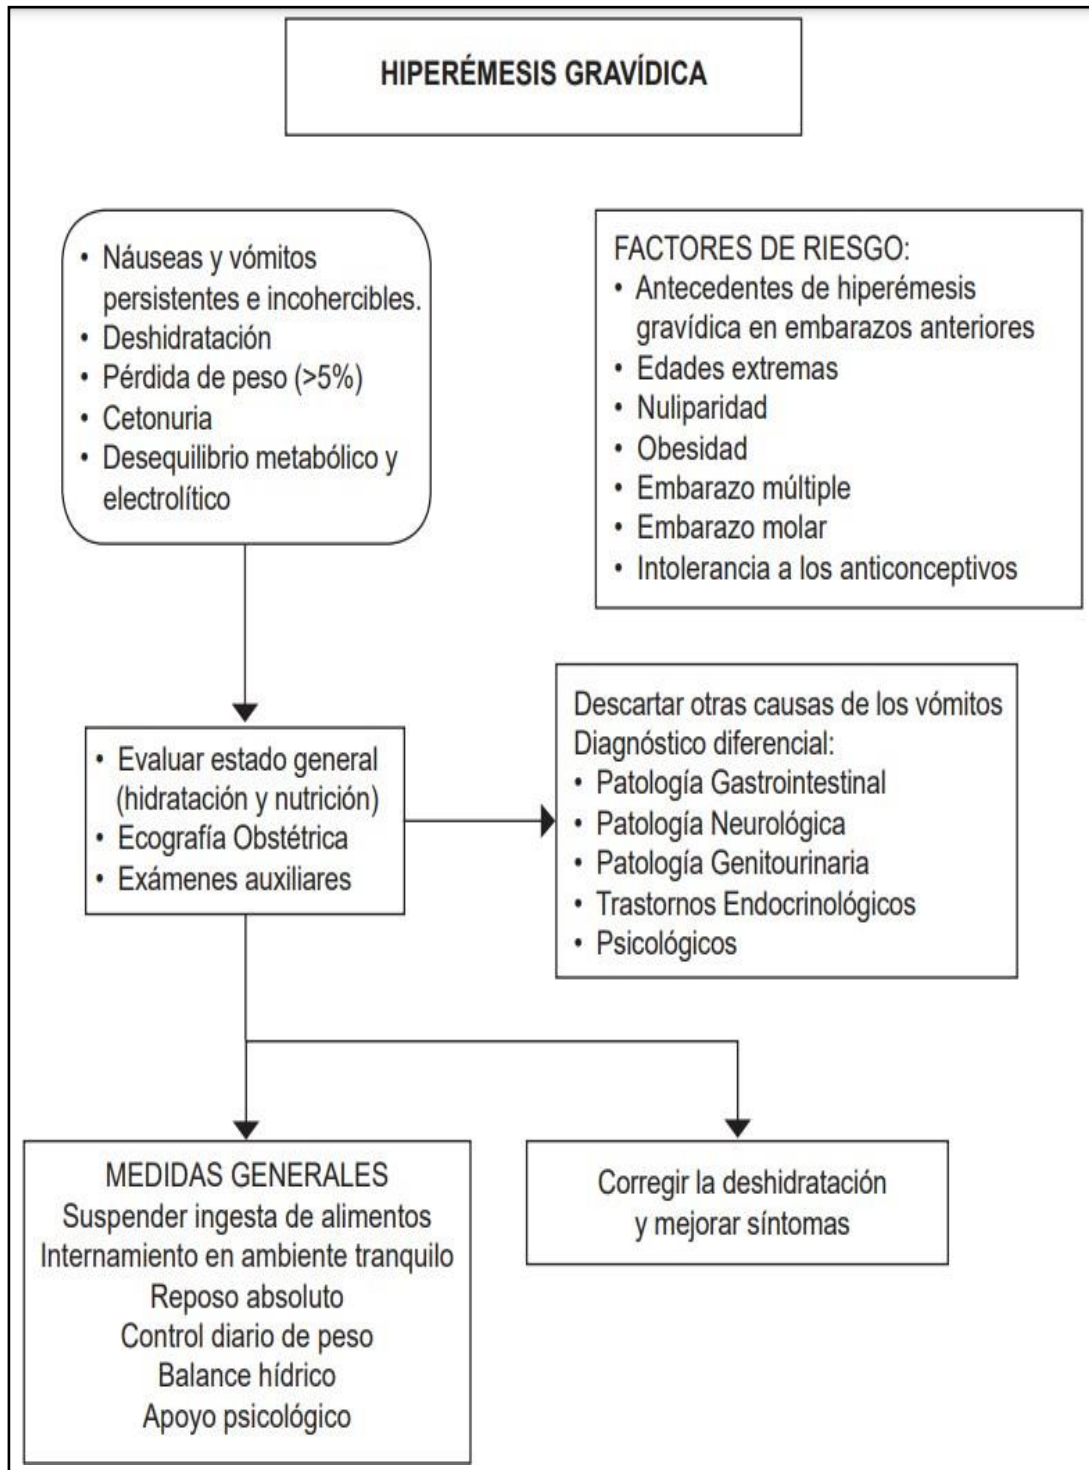 HIPERÉMESIS GRAVÍDICA
• Náuseas y vómitos
persistentes e incohercibles.
• Deshidratación
• Pérdida de peso (>5%)
• Cetonuria
• Desequilibrio metabólico y
electrolítico
FACTORES DE RIESGO:
• Antecedentes de hiperémesis
gravídica en embarazos anteriores
• Edades extremas
• Nuliparidad
• Obesidad
• Embarazo múltiple
• Embarazo molar
• Intolerancia a los anticonceptivos
• Evaluar estado general
(hidratación y nutrición)
• Ecografía Obstétrica
• Exámenes auxiliares
Descartar otras causas de los vómitos
Diagnóstico diferencial:
• Patología Gastrointestinal
• Patología Neurológica
• Patología Genitourinaria
• Trastornos Endocrinológicos
• Psicológicos
MEDIDAS GENERALES
Suspender ingesta de alimentos
Internamiento en ambiente tranquilo
Reposo absoluto
Control diario de peso
Balance hídrico
Apoyo psicológico
Corregir la deshidratación
y mejorar síntomas